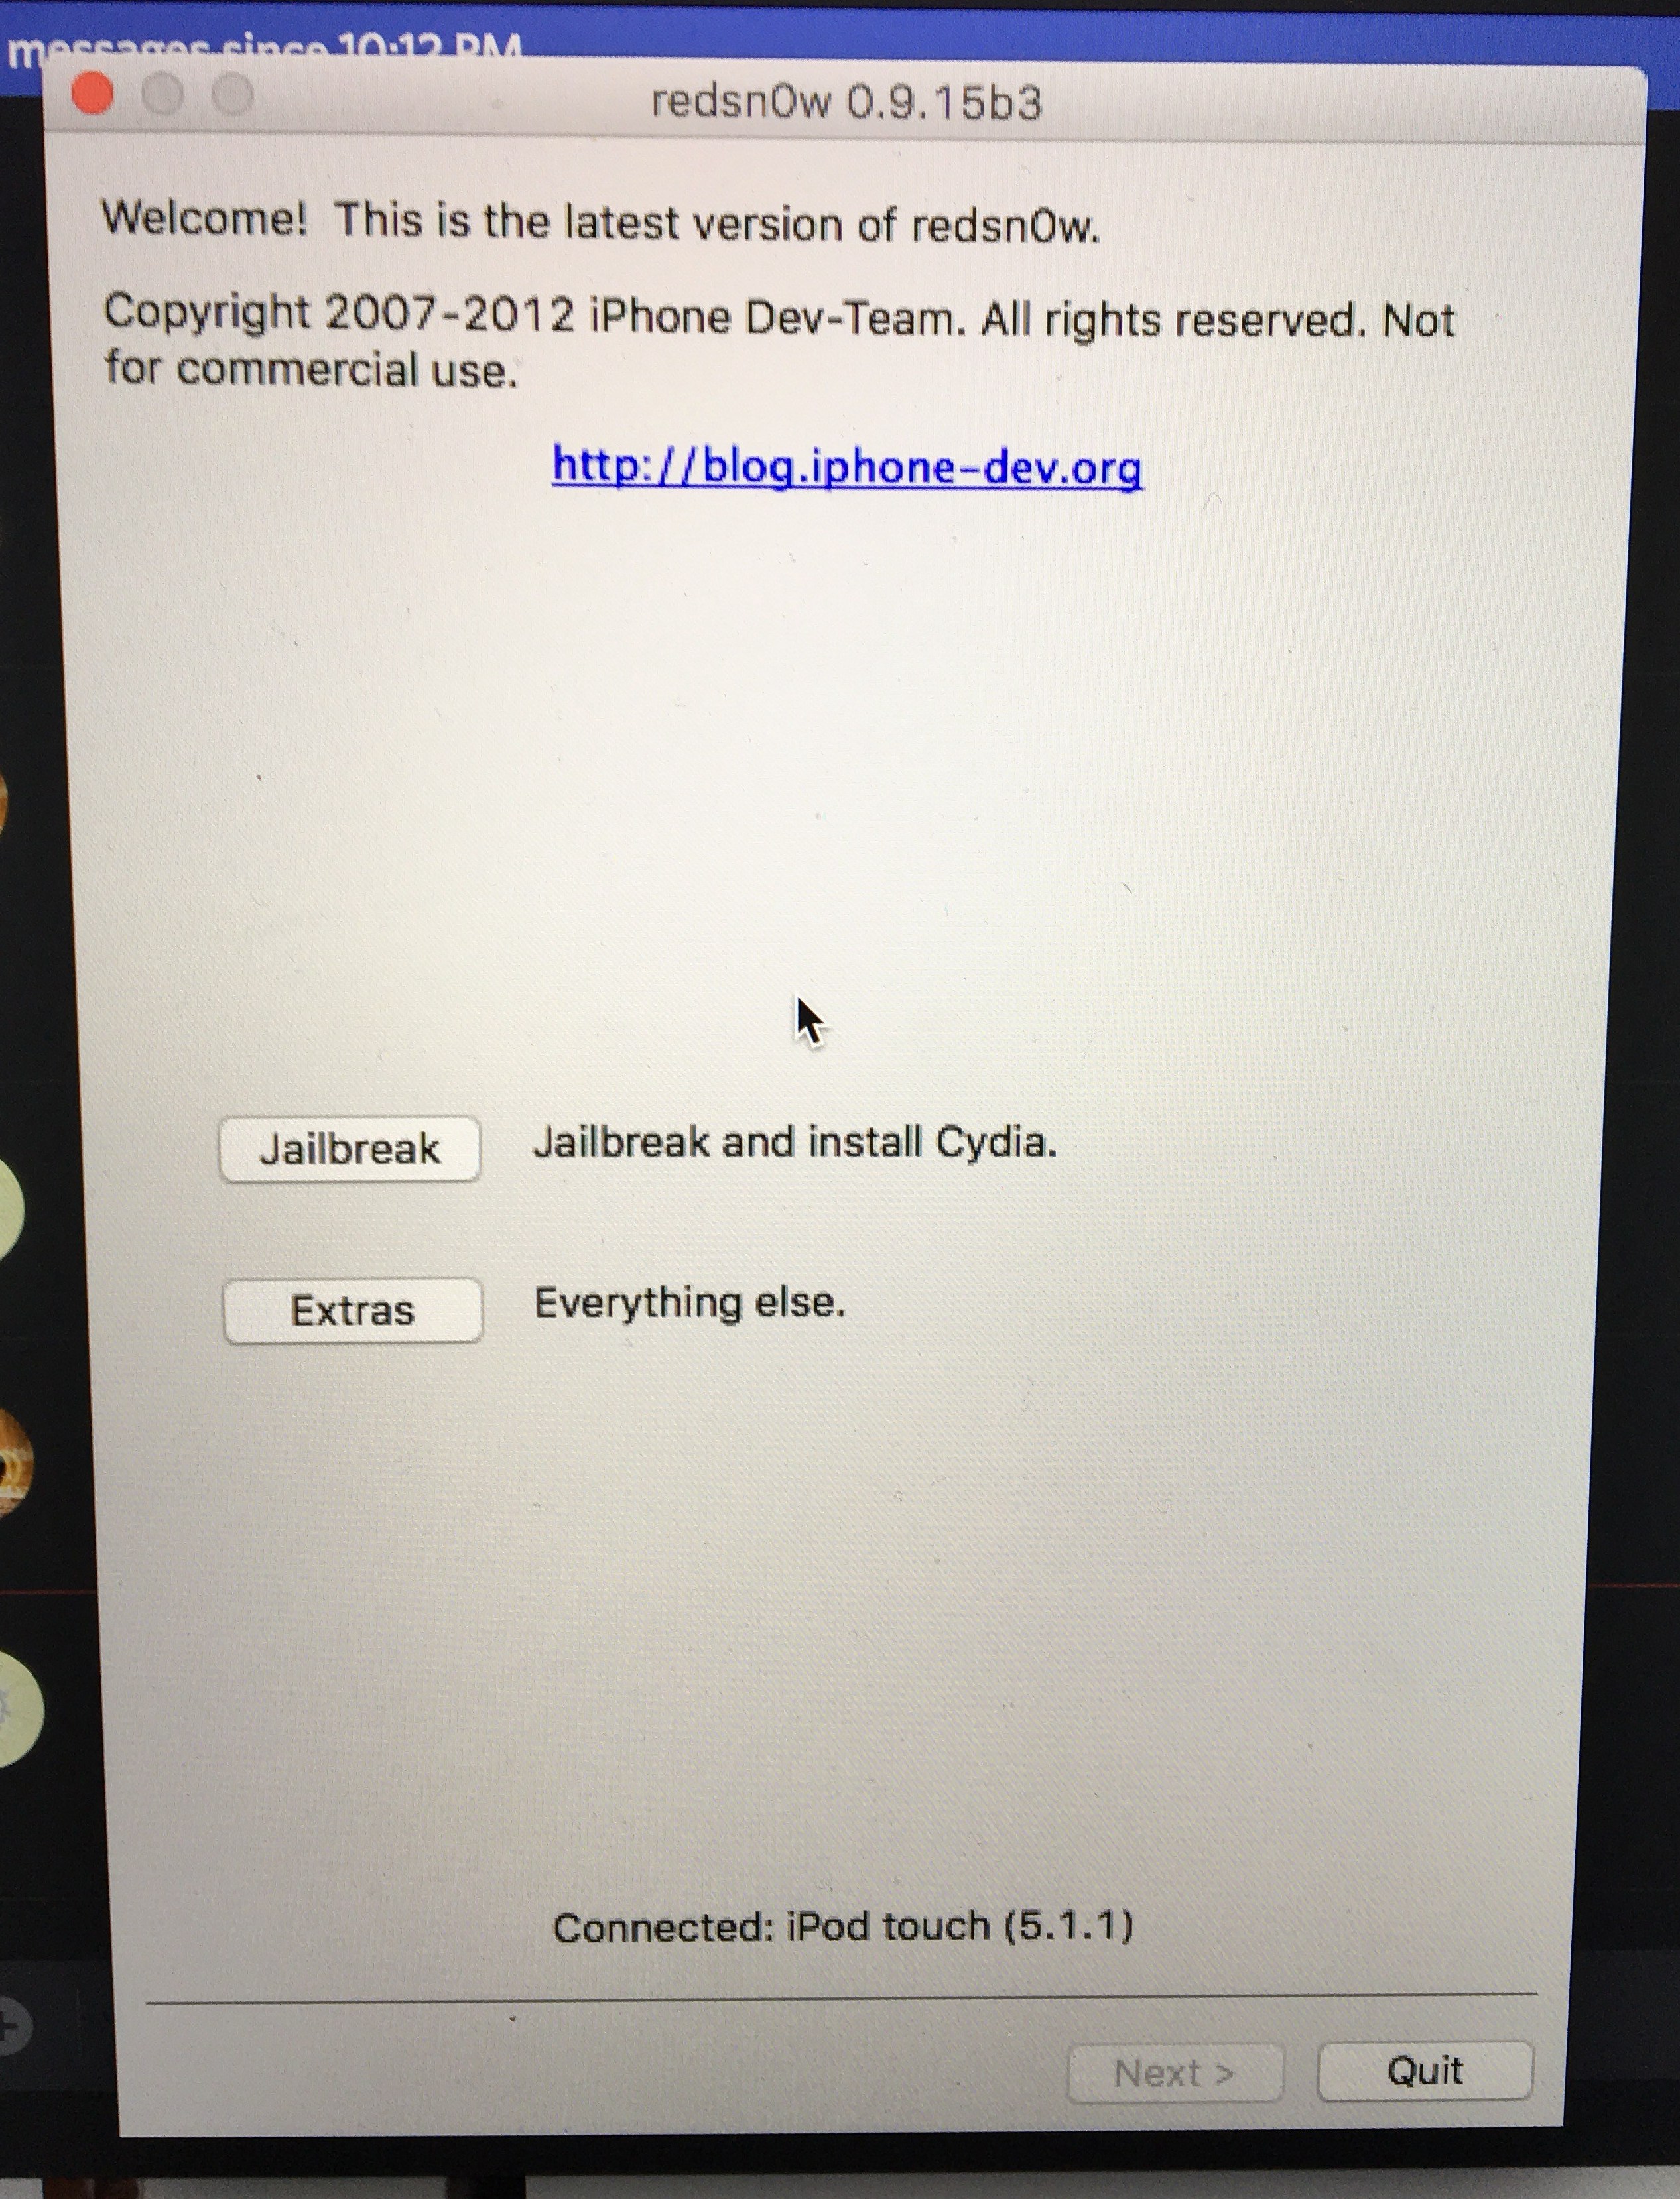 messages since 10:12 PM
redsn0w 0.9.15b3
Welcome!  This is the latest version of redsn0w.
Copyright 2007-2012 iPhone Dev-Team. All rights reserved. Not
for commercial use.
http://blog.iphone-dev.org
Jailbreak
Jailbreak and install Cydia.
Extras
Everything else.
Connected: iPod touch (5.1.1)
Next >
Quit